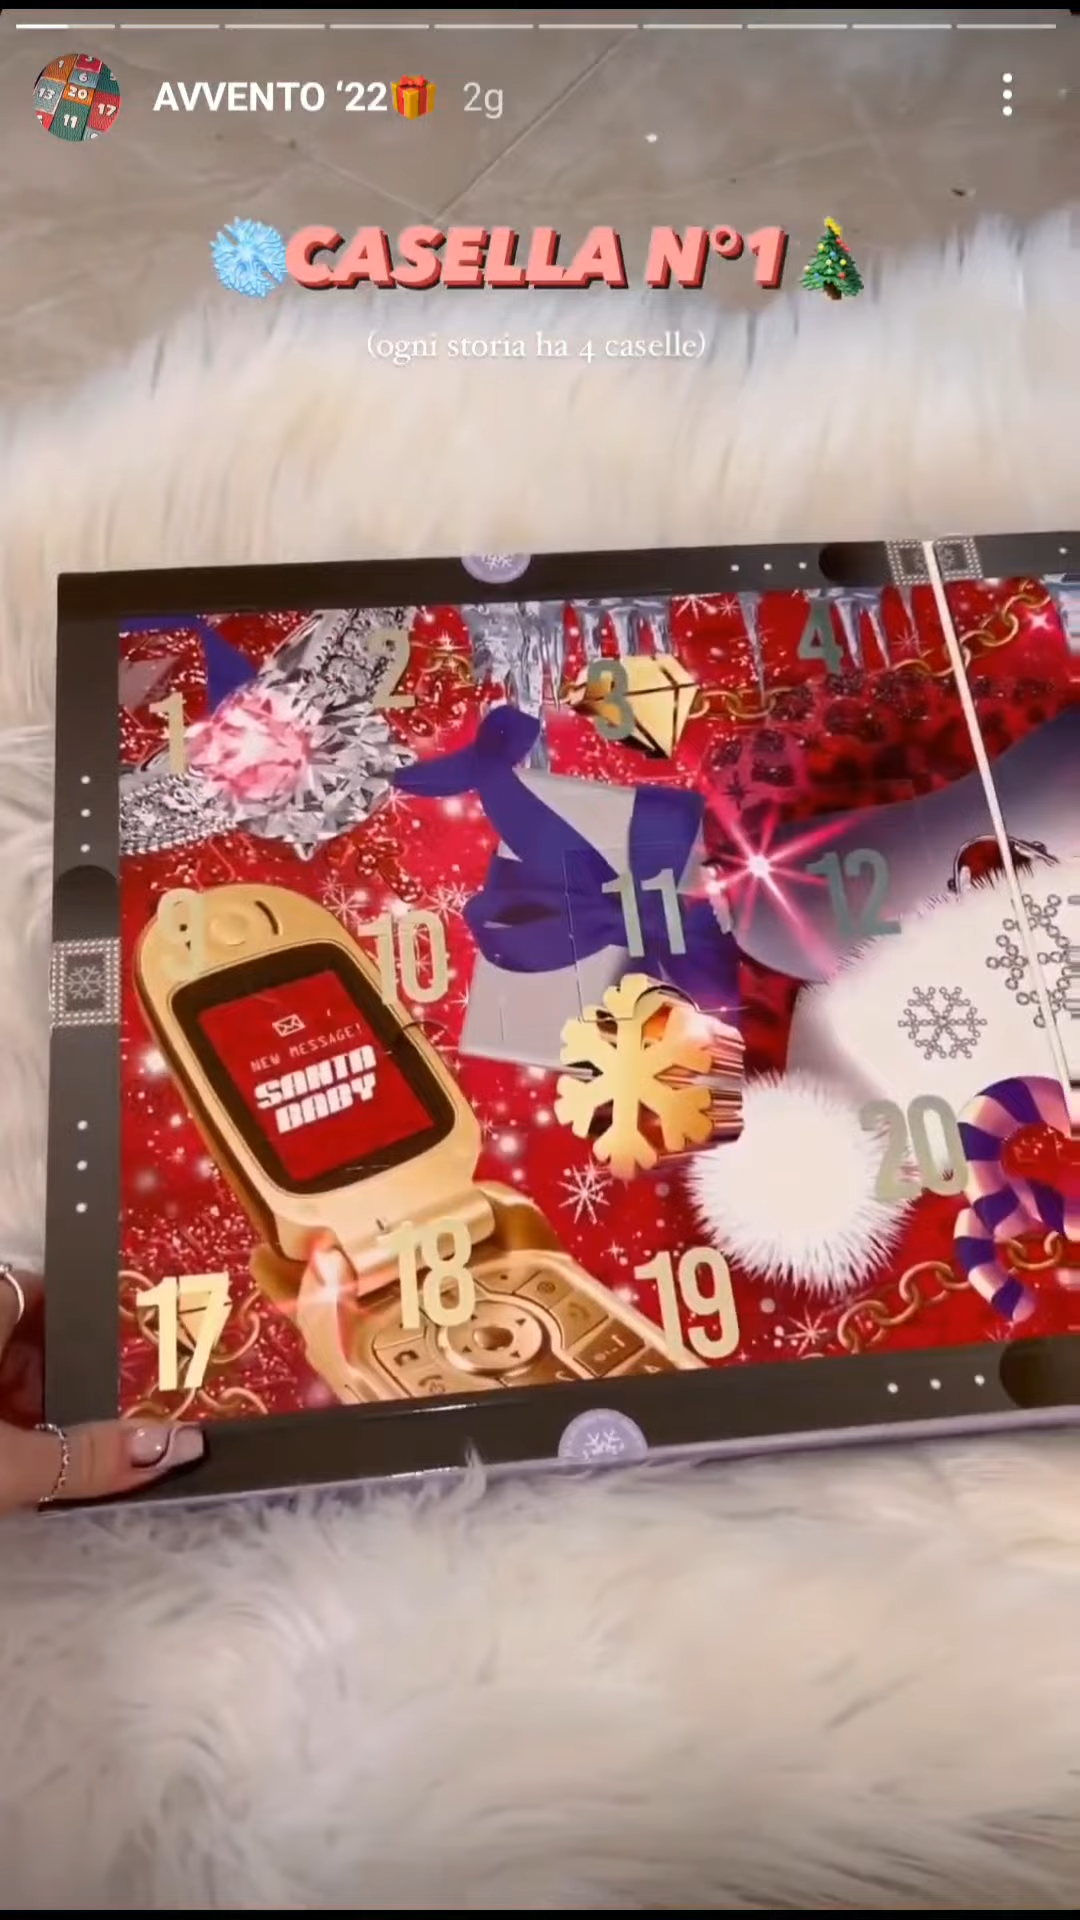 AVVENTO ‘22🎁 2g
❄️CASELLA N°1🎄
(ogni storia ha 4 caselle)
1
2
3
4
9
10
11
12
NEW MESSAGE!
SANTA
BABY
20
17
18
19